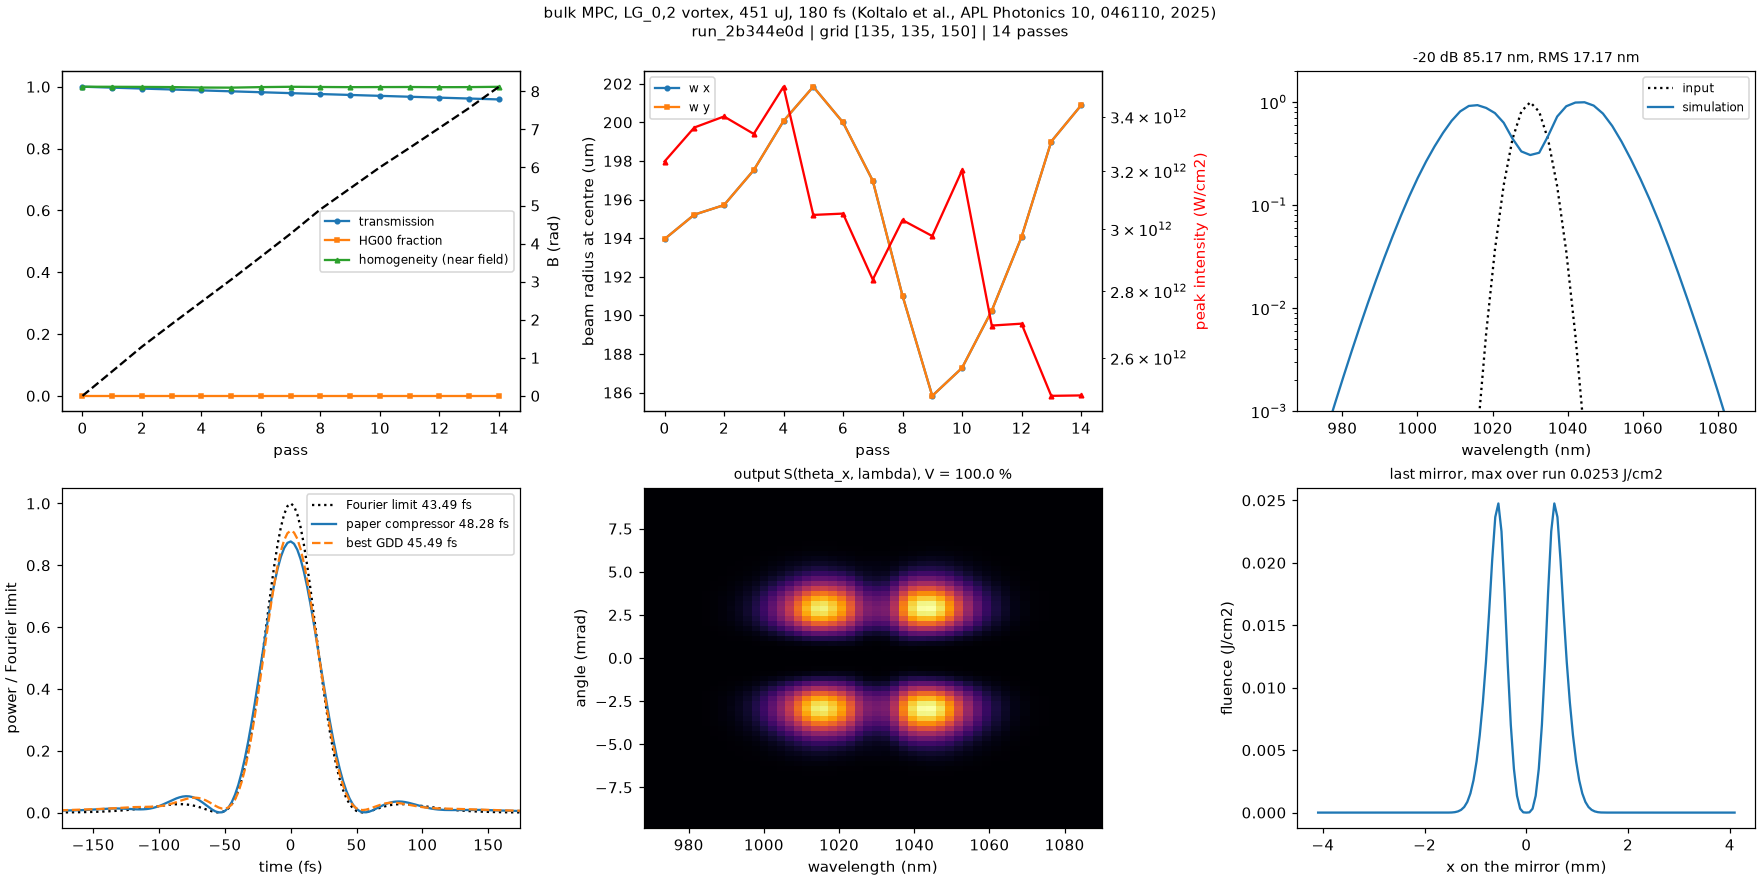 bulk MPC, LG_0,2 vortex, 451 uJ, 180 fs (Koltalo et al., APL Photonics 10, 046110, 2025)
run_2b344e0d | grid [135, 135, 150] | 14 passes
1.0
0.8
0.6
0.4
0.2
0.0
8
7
6
5
4
3
2
1
0
B (rad)
transmission
HG00 fraction
homogeneity (near field)
0 2 4 6 8 10 12 14
pass
w x
w y
beam radius at centre (um)
202
200
198
196
194
192
190
188
186
3.4 × 10^12
3.2 × 10^12
3 × 10^12
2.8 × 10^12
2.6 × 10^12
peak intensity (W/cm2)
0 2 4 6 8 10 12 14
pass
-20 dB 85.17 nm, RMS 17.17 nm
input
simulation
10^0
10^−1
10^−2
10^−3
980 1000 1020 1040 1060 1080
wavelength (nm)
power / Fourier limit
1.0
0.8
0.6
0.4
0.2
0.0
Fourier limit 43.49 fs
paper compressor 48.28 fs
best GDD 45.49 fs
−150 −100 −50 0 50 100 150
time (fs)
output S(theta_x, lambda), V = 100.0 %
angle (mrad)
7.5
5.0
2.5
0.0
−2.5
−5.0
−7.5
980 1000 1020 1040 1060 1080
wavelength (nm)
last mirror, max over run 0.0253 J/cm2
fluence (J/cm2)
0.025
0.020
0.015
0.010
0.005
0.000
−4 −2 0 2 4
x on the mirror (mm)